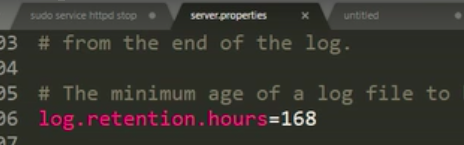 sudo service httpd stop server.properties × untitled
03 # from the end of the log.
04
05 # The minimum age of a log file to
06 log.retention.hours=168
07